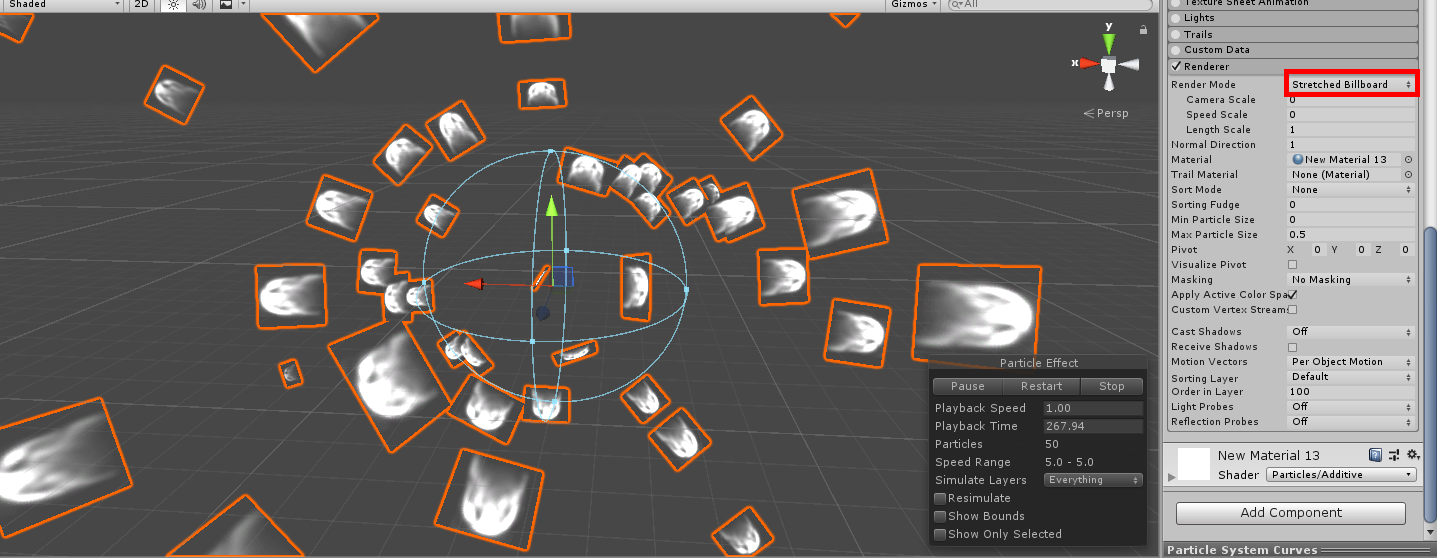 Shaded
2D
Gizmos
All
y
x
Persp
Texture Sheet Animation
Lights
Trails
Custom Data
Renderer
Render Mode Stretched Billboard
Camera Scale 0
Speed Scale 0
Length Scale 1
Normal Direction 1
Material New Material 13
Trail Material None (Material)
Sort Mode None
Sorting Fudge 0
Min Particle Size 0
Max Particle Size 0.5
Pivot X 0 Y 0 Z 0
Visualize Pivot
Masking No Masking
Apply Active Color Spa
Custom Vertex Stream
Cast Shadows Off
Receive Shadows
Motion Vectors Per Object Motion
Sorting Layer Default
Order in Layer 100
Light Probes Off
Reflection Probes Off
Particle Effect
Pause Restart Stop
Playback Speed 1.00
Playback Time 267.94
Particles 50
Speed Range 5.0 - 5.0
Simulate Layers Everything
Resimulate
Show Bounds
Show Only Selected
New Material 13
Shader Particles/Additive
Add Component
Particle System Curves